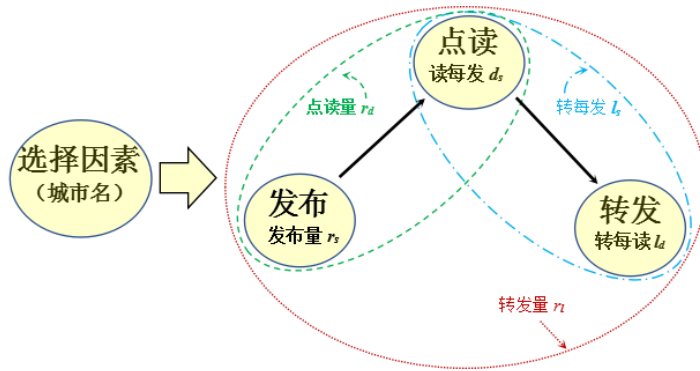 点读
读每发 ds
点读量 rd
转每发 ls
选择因素
（城市名）
发布
发布量 rs
转发
转每读 ld
转发量 rl